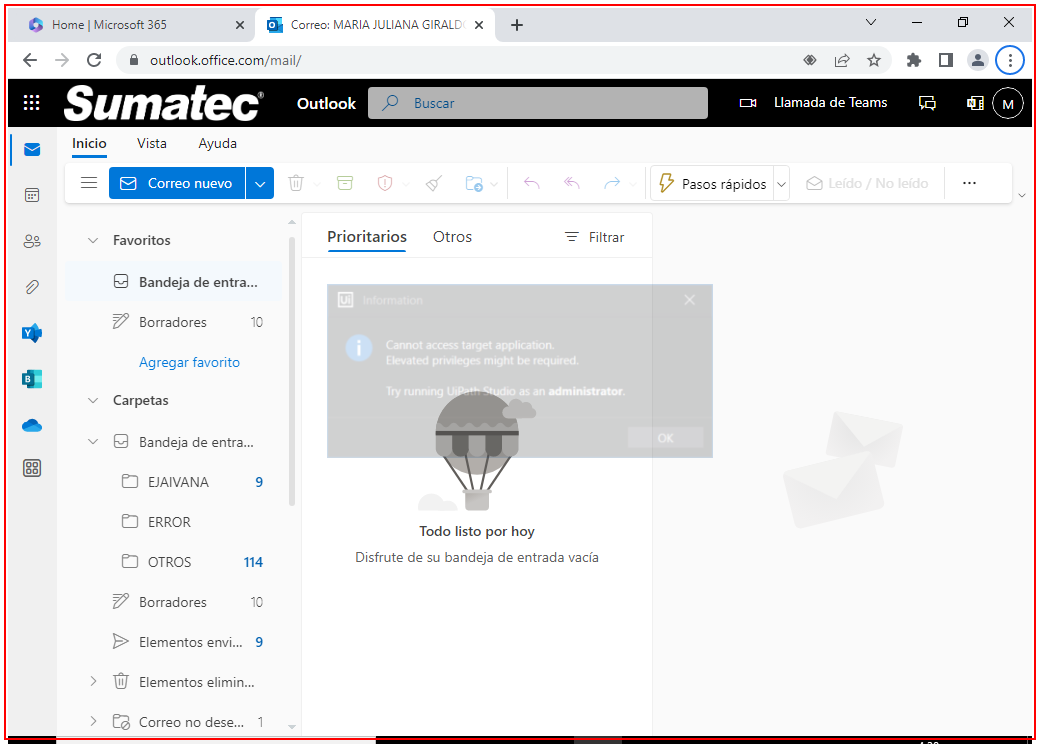 Home | Microsoft 365
Correo: MARIA JULIANA GIRALDO
outlook.office.com/mail/
Sumatec®
Outlook
Buscar
Llamada de Teams
M
Inicio
Vista
Ayuda
Correo nuevo
Pasos rápidos
Leído / No leído
Favoritos
Bandeja de entra...
Borradores 10
Agregar favorito
Carpetas
Bandeja de entra...
EJAIVANA 9
ERROR
OTROS 114
Borradores 10
Elementos envi... 9
Elementos elimin...
Correo no dese... 1
Prioritarios
Otros
Filtrar
Ui Information
Cannot access target application.
Elevated privileges might be required.
Try running UiPath Studio as an administrator.
OK
Todo listo por hoy
Disfrute de su bandeja de entrada vacía